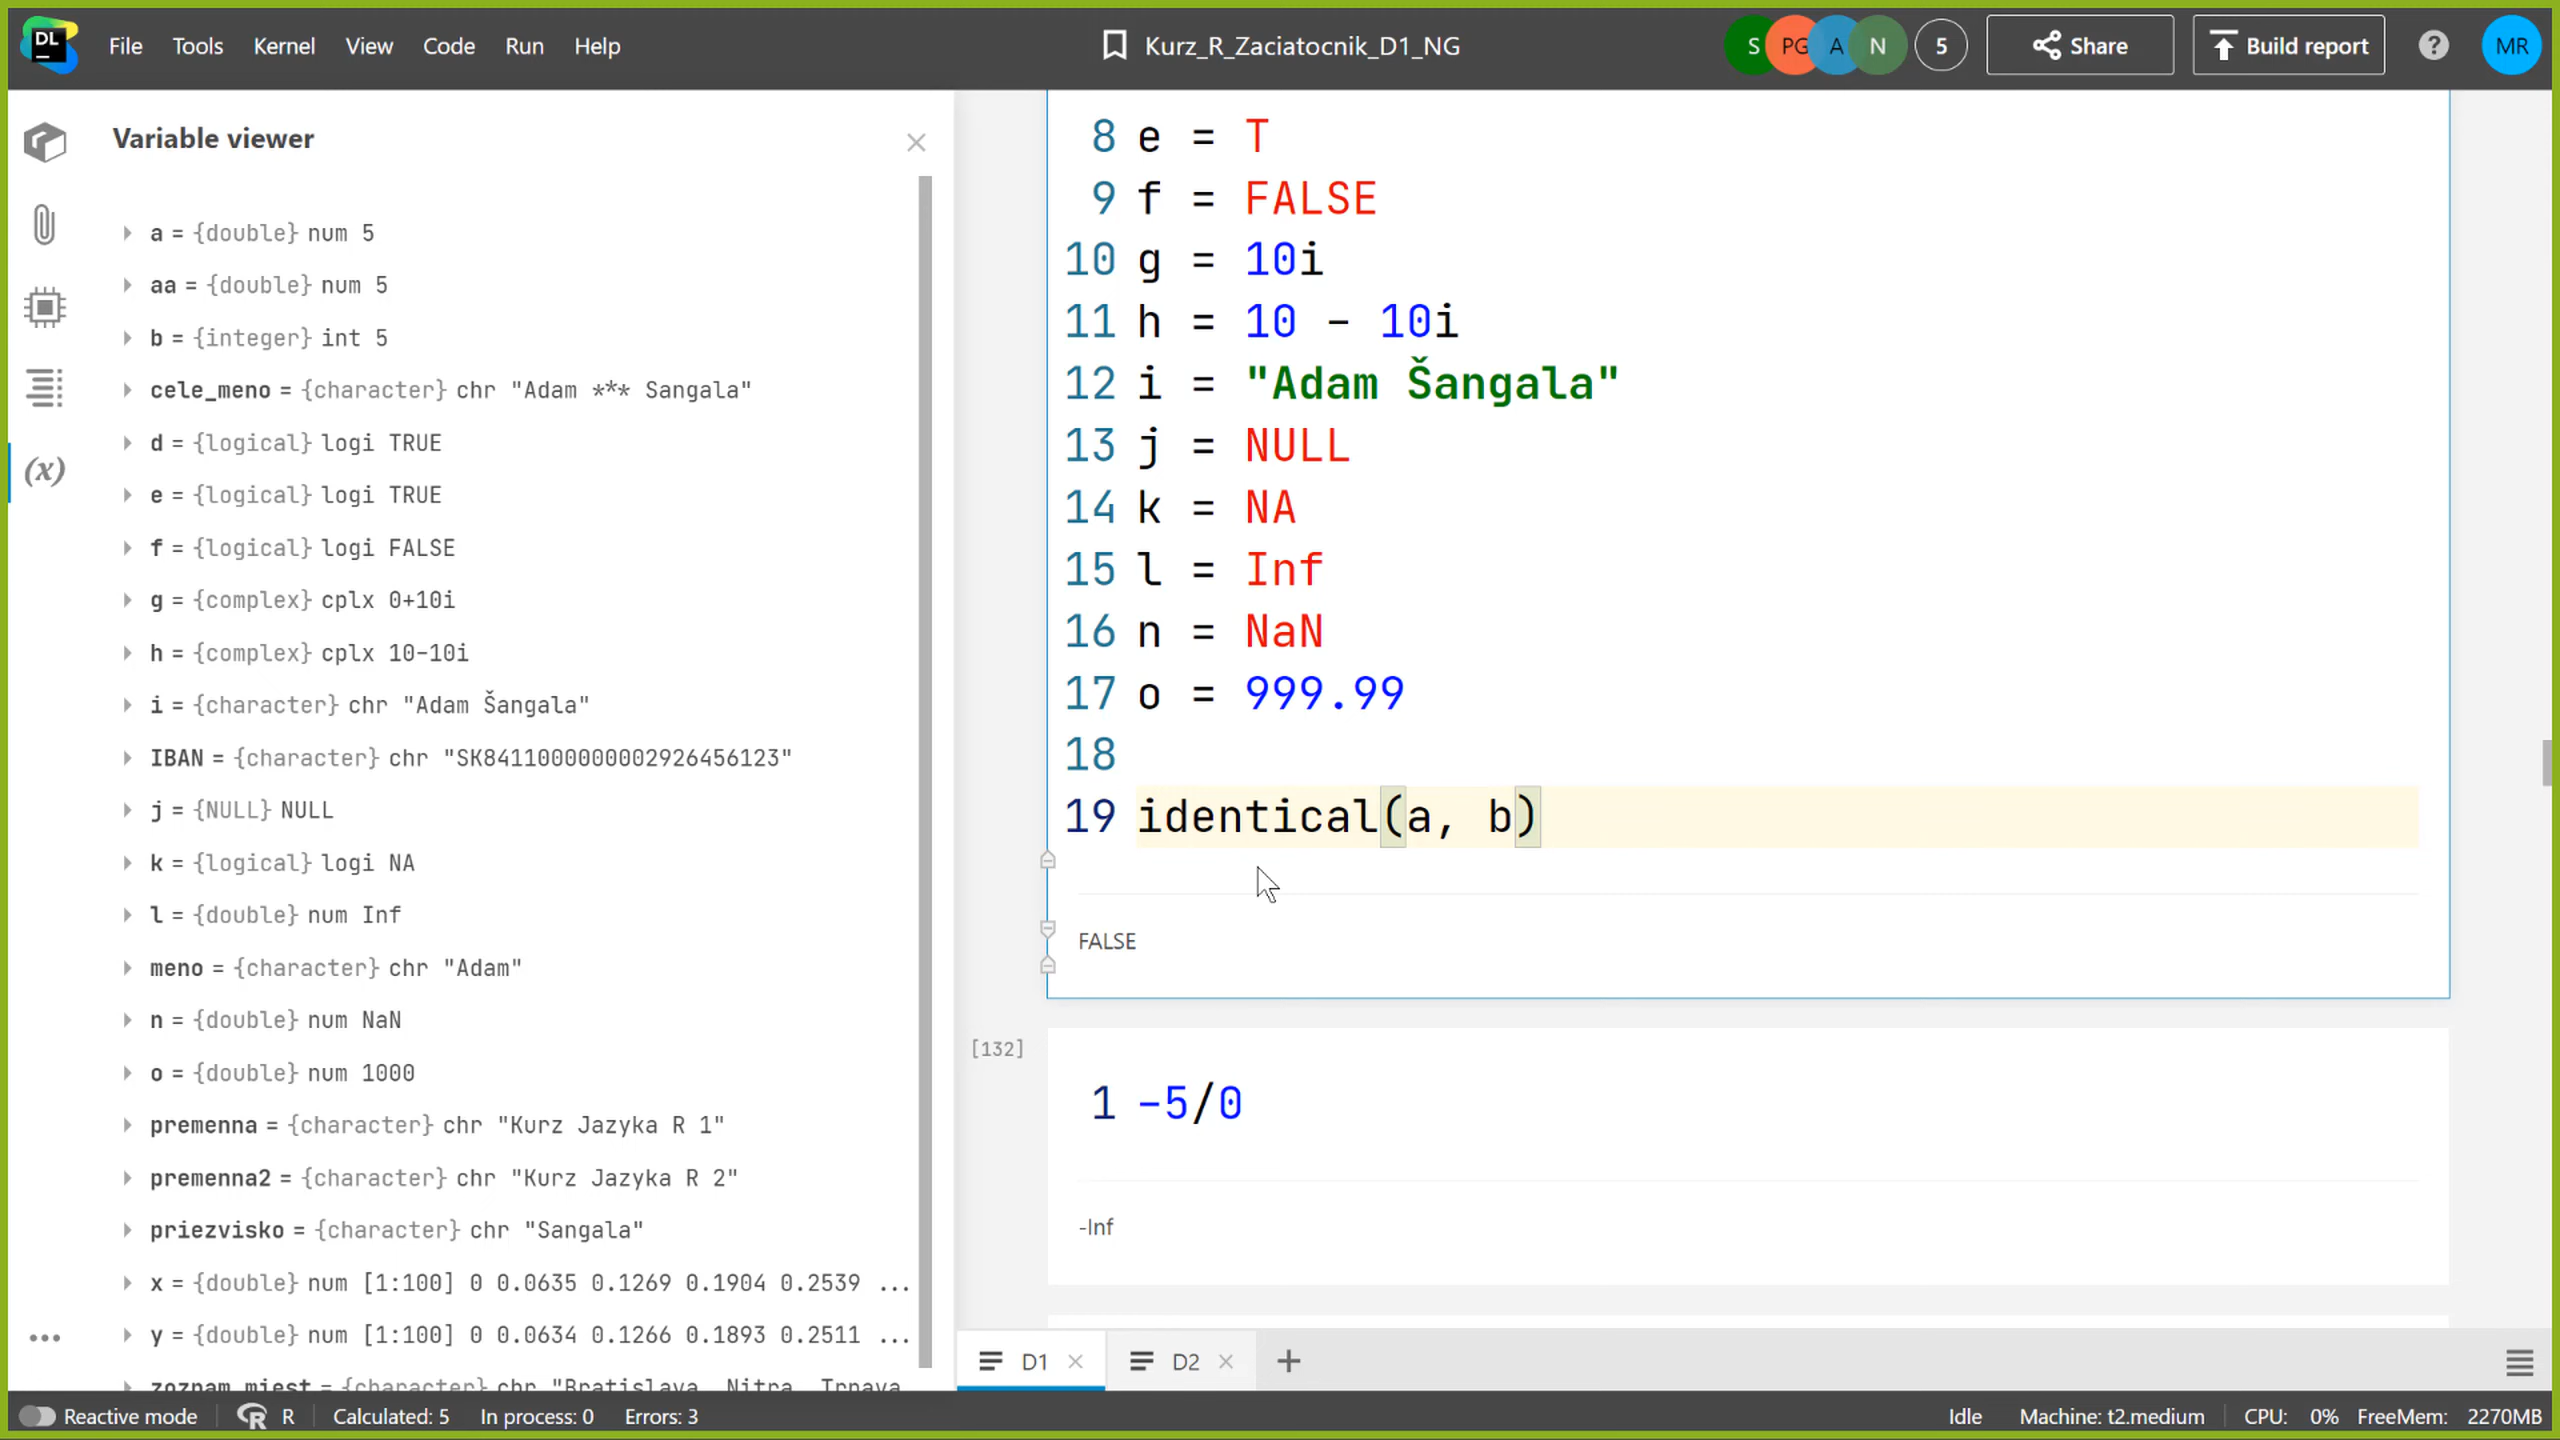 DL File Tools Kernel View Code Run Help Kurz_R_Zaciatocnik_D1_NG S PG A N 5 Share Build report ? MR
Variable viewer
a = {double} num 5
aa = {double} num 5
b = {integer} int 5
cele_meno = {character} chr "Adam *** Sangala"
d = {logical} logi TRUE
e = {logical} logi TRUE
f = {logical} logi FALSE
g = {complex} cplx 0+10i
h = {complex} cplx 10-10i
i = {character} chr "Adam Šangala"
IBAN = {character} chr "SK8411000000002926456123"
j = {NULL} NULL
k = {logical} logi NA
l = {double} num Inf
meno = {character} chr "Adam"
n = {double} num NaN
o = {double} num 1000
premenna = {character} chr "Kurz Jazyka R 1"
premenna2 = {character} chr "Kurz Jazyka R 2"
priezvisko = {character} chr "Sangala"
x = {double} num [1:100] 0 0.0635 0.1269 0.1904 0.2539 ...
y = {double} num [1:100] 0 0.0634 0.1266 0.1893 0.2511 ...
zoznam_miest = {character} chr "Bratislava, Nitra, Trnava,
(x)
8 e = T
9 f = FALSE
10 g = 10i
11 h = 10 - 10i
12 i = "Adam Šangala"
13 j = NULL
14 k = NA
15 l = Inf
16 n = NaN
17 o = 999.99
18
19 identical(a, b)
FALSE
[132]
1 -5/0
-Inf
D1 D2
Reactive mode R Calculated: 5 In process: 0 Errors: 3 Idle Machine: t2.medium CPU: 0% FreeMem: 2270MB